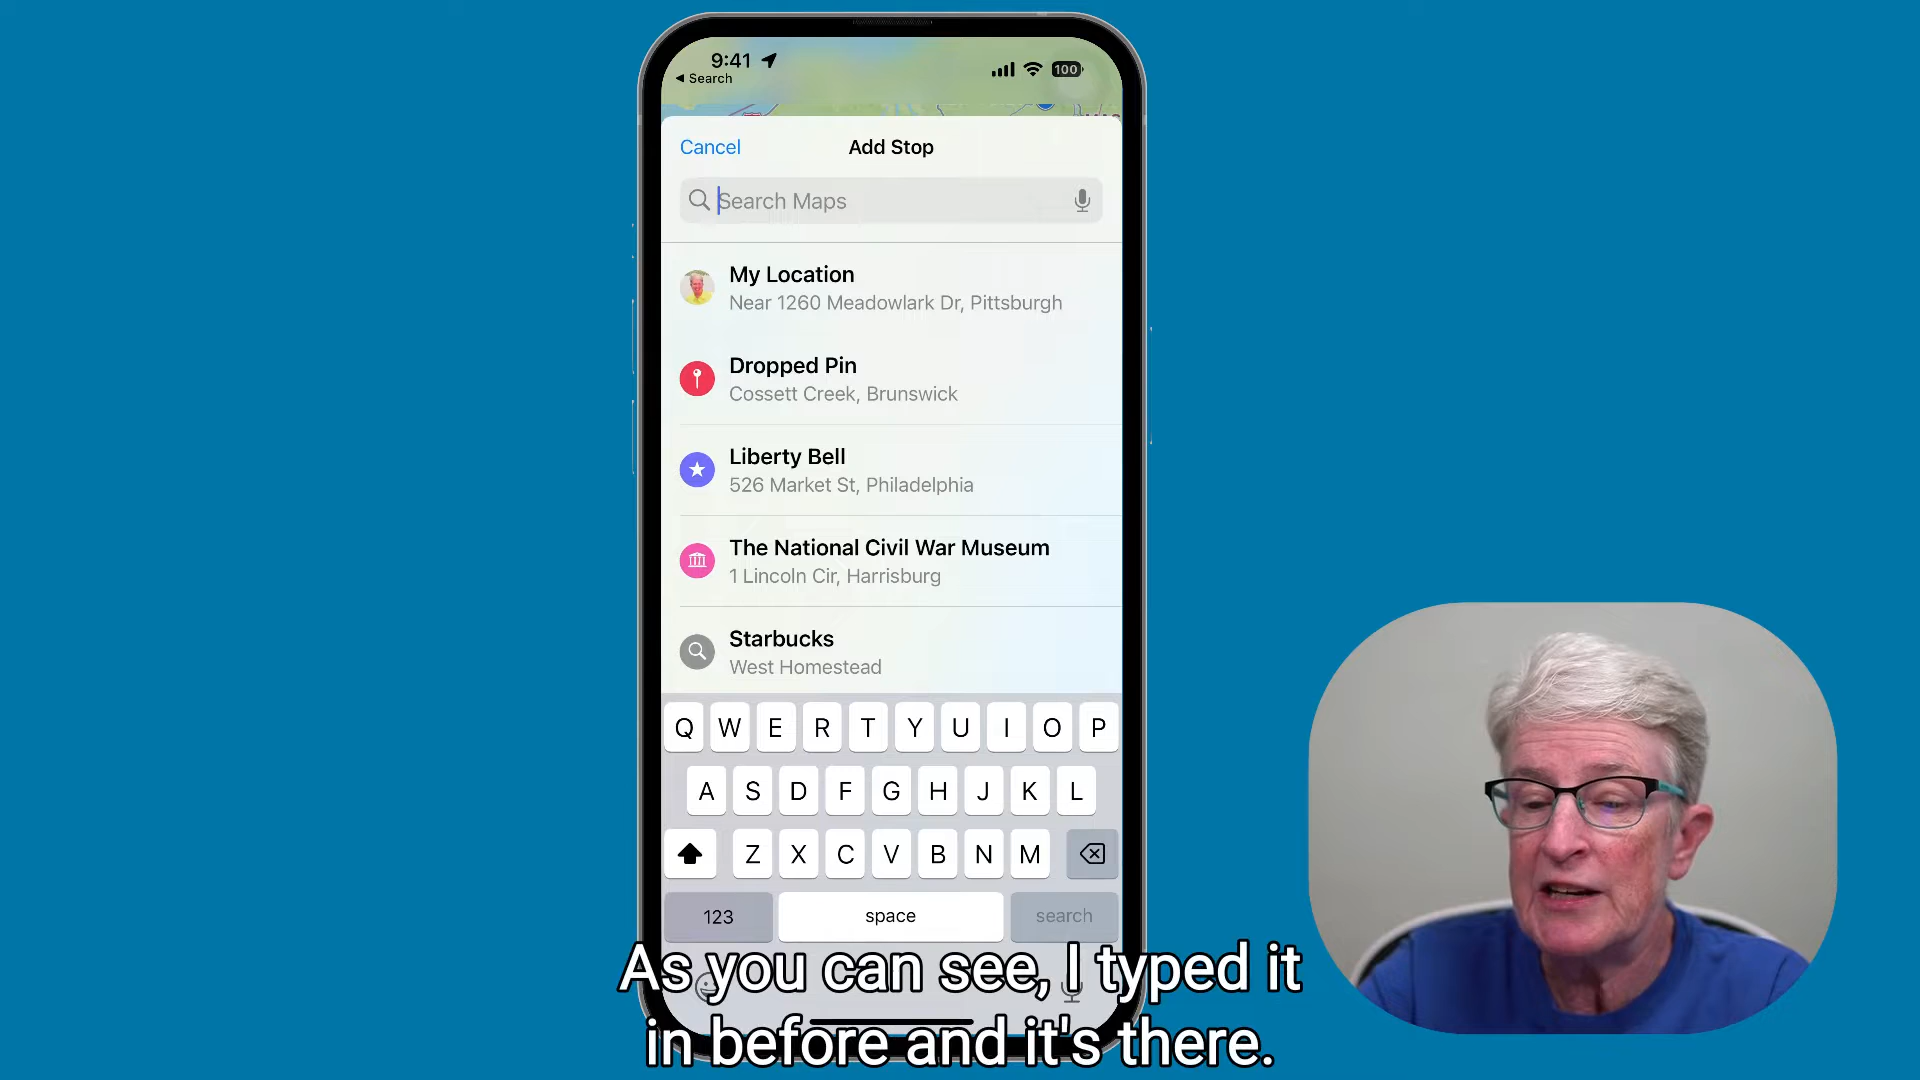 9:41
100
◀ Search
Cancel
Add Stop
Search Maps
My Location
Near 1260 Meadowlark Dr, Pittsburgh
Dropped Pin
Cossett Creek, Brunswick
Liberty Bell
526 Market St, Philadelphia
The National Civil War Museum
1 Lincoln Cir, Harrisburg
Starbucks
West Homestead
Q W E R T Y U I O P
A S D F G H J K L
Z X C V B N M
123 space search
As you can see, I typed it
in before and it's there.